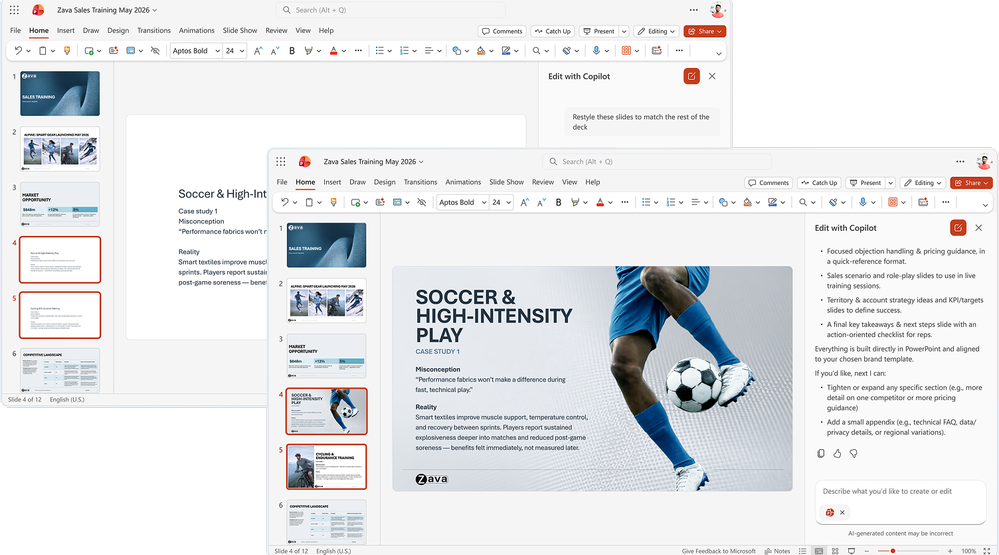 Zava Sales Training May 2026
Search (Alt + Q)
File Home Insert Draw Design Transitions Animations Slide Show Review View Help
Comments Catch Up Present Editing Share
Aptos Bold 24
1
Zava
SALES TRAINING
2
ALPINE: SMART GEAR LAUNCHING MAY 2026
3
MARKET
OPPORTUNITY
$848m +13% 5%
4
5
6
COMPETITIVE LANDSCAPE
Slide 4 of 12 English (U.S.)
Soccer & High-Int
Case study 1
Misconception
"Performance fabrics won't
Reality
Smart textiles improve muscl
sprints. Players report sustai
post-game soreness — benef
Edit with Copilot
Restyle these slides to match the rest of the
deck
Zava Sales Training May 2026
Search (Alt + Q)
File Home Insert Draw Design Transitions Animations Slide Show Review View Help
Comments Catch Up Present Editing Share
Aptos Bold 24
1
Zava
SALES TRAINING
2
ALPINE: SMART GEAR LAUNCHING MAY 2026
3
MARKET
OPPORTUNITY
$848m +13% 5%
4
SOCCER &
HIGH-INTENSITY
PLAY
5
CYCLING &
ENDURANCE TRAINING
6
COMPETITIVE LANDSCAPE
SOCCER &
HIGH-INTENSITY
PLAY
CASE STUDY 1
Misconception
"Performance fabrics won't make a difference during
fast, technical play."
Reality
Smart textiles improve muscle support, temperature control,
and recovery between sprints. Players report sustained
explosiveness deeper into matches and reduced post-game
soreness — benefits felt immediately, not measured later.
Zava
Edit with Copilot
• Focused objection handling & pricing guidance, in
a quick-reference format.
• Sales scenario and role-play slides to use in live
training sessions.
• Territory & account strategy ideas and KPI/targets
slides to define success.
• A final key takeaways & next steps slide with an
action-oriented checklist for reps.
Everything is built directly in PowerPoint and aligned
to your chosen brand template.
If you'd like, next I can:
• Tighten or expand any specific section (e.g., more
detail on one competitor or more pricing
guidance)
• Add a small appendix (e.g., technical FAQ, data/
privacy details, or regional variations).
Describe what you'd like to create or edit
AI-generated content may be incorrect
Slide 4 of 12 English (U.S.)
Give Feedback to Microsoft Notes 100%